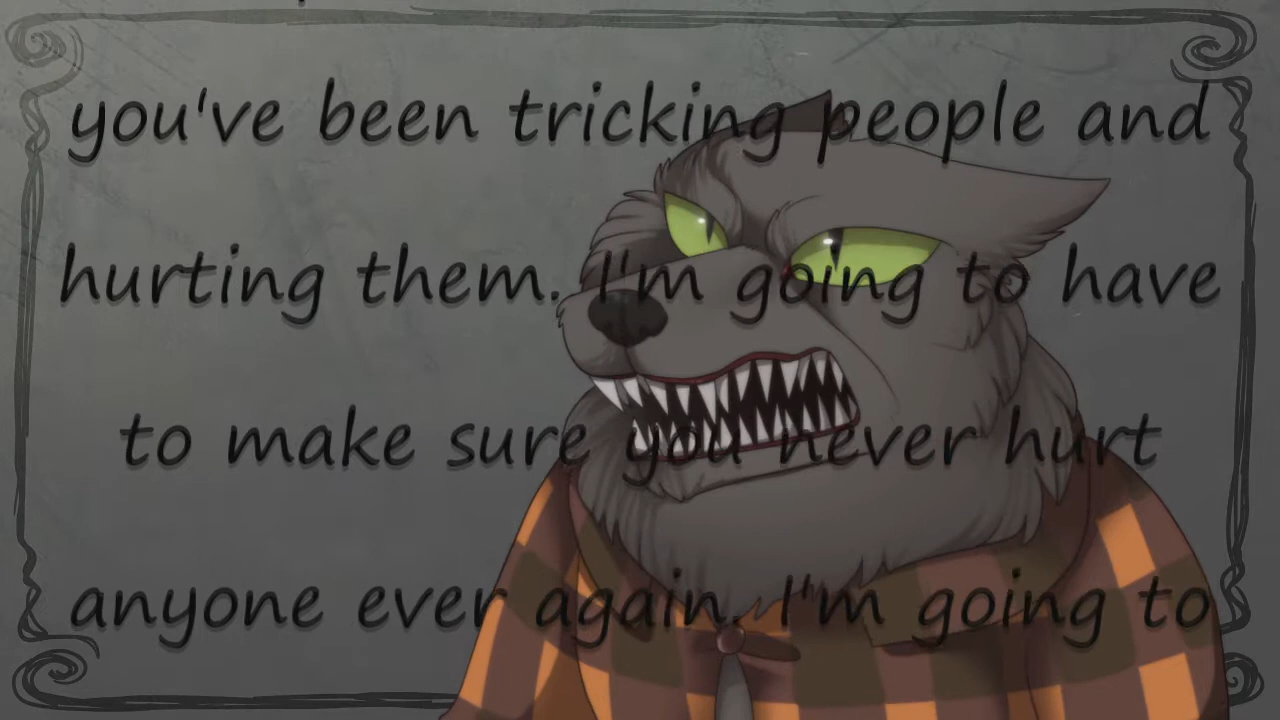 you've been tricking people and
hurting them. I'm going to have
to make sure you never hurt
anyone ever again. I'm going to